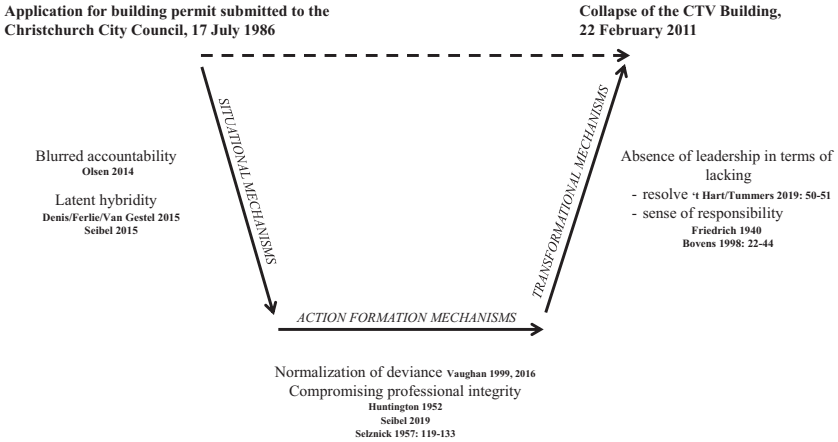 Application for building permit submitted to the
Christchurch City Council, 17 July 1986
Collapse of the CTV Building,
22 February 2011
SITUATIONAL MECHANISMS
TRANSFORMATIONAL MECHANISMS
Blurred accountability
Olsen 2014
Latent hybridity
Denis/Ferlie/Van Gestel 2015
Seibel 2015
Absence of leadership in terms of
lacking
- resolve ‘t Hart/Tummers 2019: 50-51
- sense of responsibility
Friedrich 1940
Bovens 1998: 22-44
ACTION FORMATION MECHANISMS
Normalization of deviance Vaughan 1999, 2016
Compromising professional integrity
Huntington 1952
Seibel 2019
Selznick 1957: 119-133